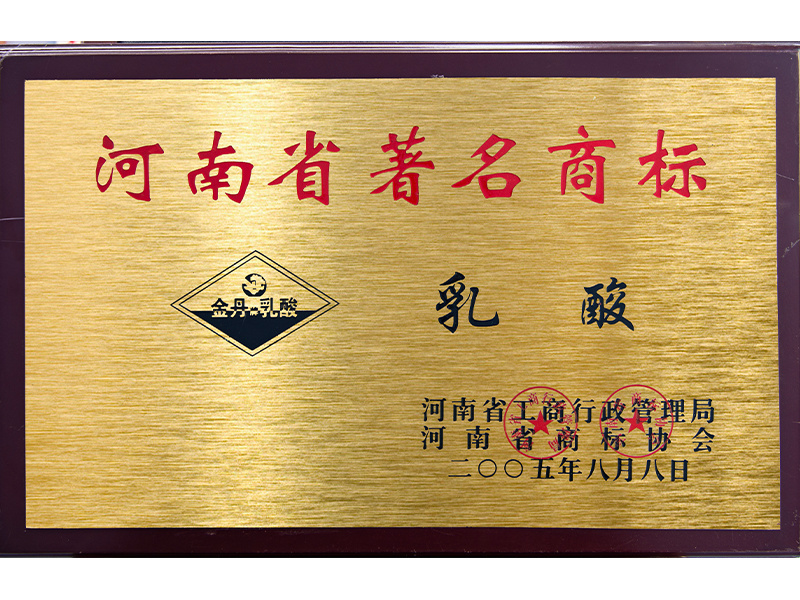 河南省著名商标
金丹牌乳酸
乳酸
河南省工商行政管理局
河南省商标协会
二〇〇五年八月八日